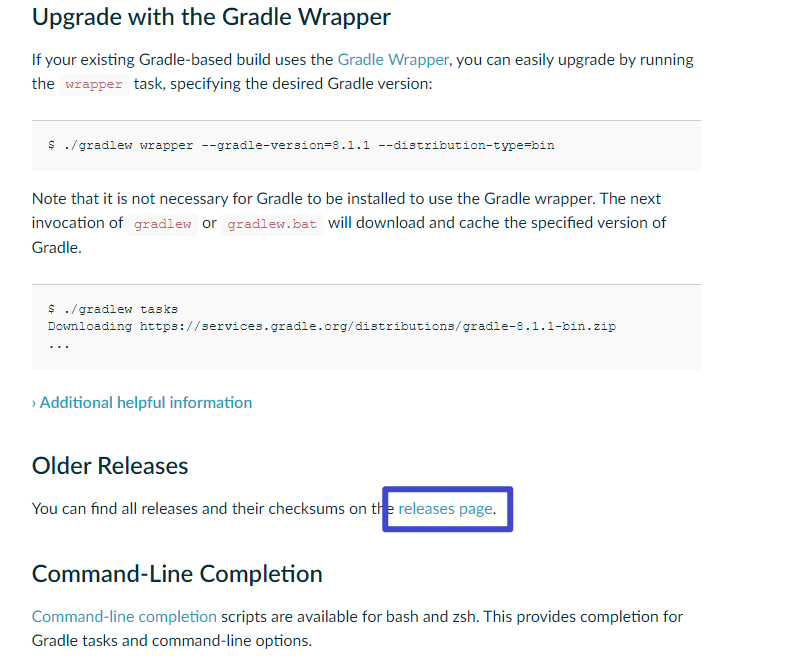 Upgrade with the Gradle Wrapper
If your existing Gradle-based build uses the Gradle Wrapper, you can easily upgrade by running
the wrapper task, specifying the desired Gradle version:
$ ./gradlew wrapper --gradle-version=8.1.1 --distribution-type=bin
Note that it is not necessary for Gradle to be installed to use the Gradle wrapper. The next
invocation of gradlew or gradlew.bat will download and cache the specified version of
Gradle.
$ ./gradlew tasks
Downloading https://services.gradle.org/distributions/gradle-8.1.1-bin.zip
...
› Additional helpful information
Older Releases
You can find all releases and their checksums on the releases page.
Command-Line Completion
Command-line completion scripts are available for bash and zsh. This provides completion for
Gradle tasks and command-line options.